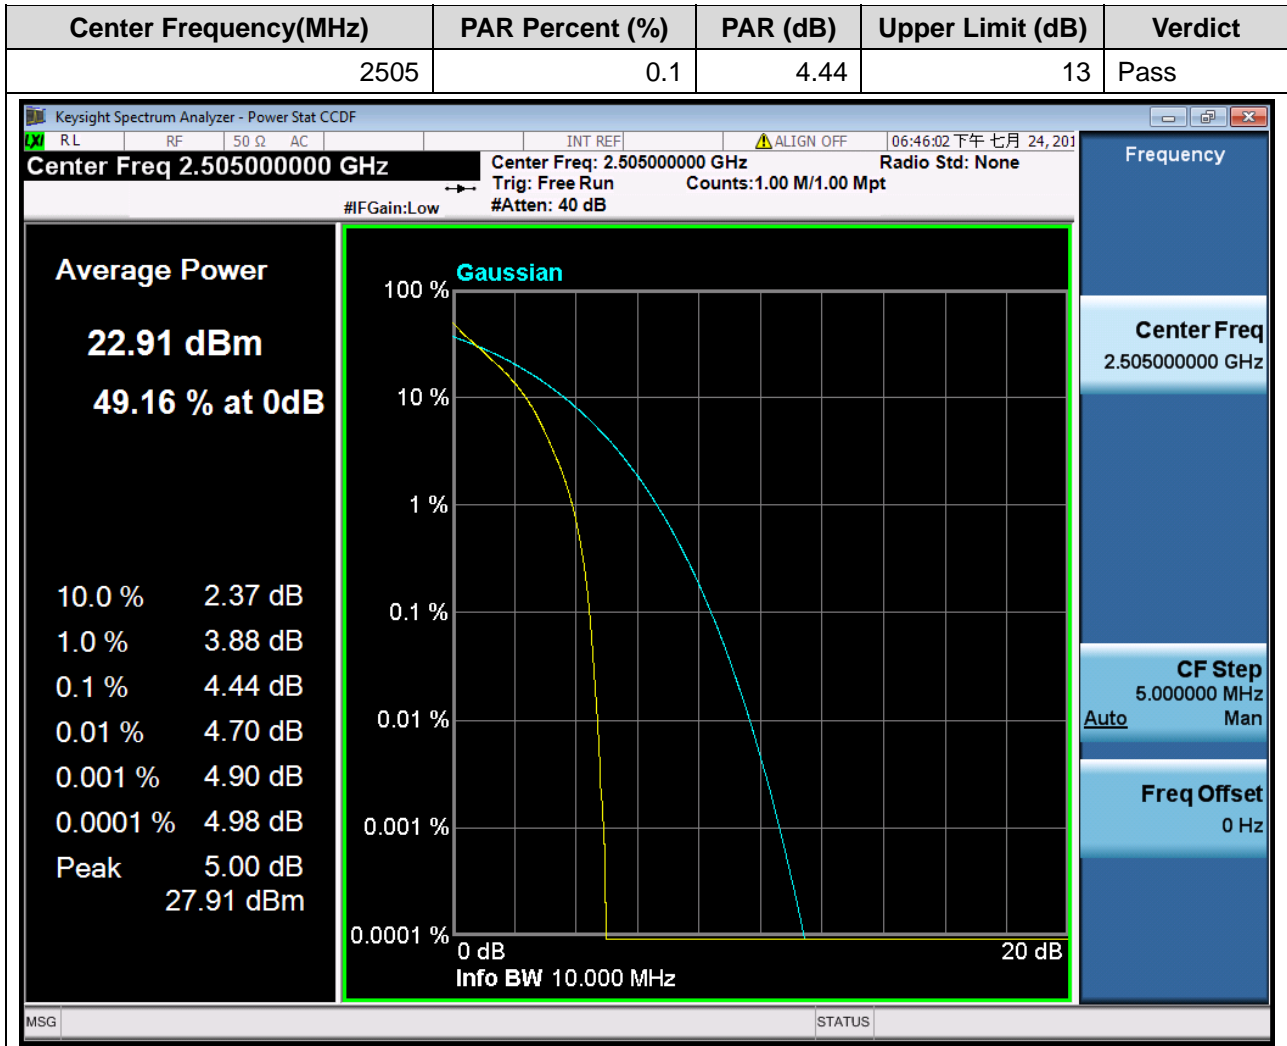 Center Frequency(MHz) PAR Percent (%) PAR (dB) Upper Limit (dB) Verdict
2505 0.1 4.44 13 Pass
Keysight Spectrum Analyzer - Power Stat CCDF
LXI RL RF 50 Ω AC INT REF ALIGN OFF 06:46:02 下午 七月 24, 201
Center Freq 2.505000000 GHz
Center Freq: 2.505000000 GHz Radio Std: None
Trig: Free Run Counts:1.00 M/1.00 Mpt
#IFGain:Low #Atten: 40 dB
Average Power
22.91 dBm
49.16 % at 0dB
10.0 % 2.37 dB
1.0 % 3.88 dB
0.1 % 4.44 dB
0.01 % 4.70 dB
0.001 % 4.90 dB
0.0001 % 4.98 dB
Peak 5.00 dB
27.91 dBm
Gaussian
100 %
10 %
1 %
0.1 %
0.01 %
0.001 %
0.0001 %
0 dB 20 dB
Info BW 10.000 MHz
Frequency
Center Freq
2.505000000 GHz
CF Step
5.000000 MHz
Auto Man
Freq Offset
0 Hz
MSG STATUS